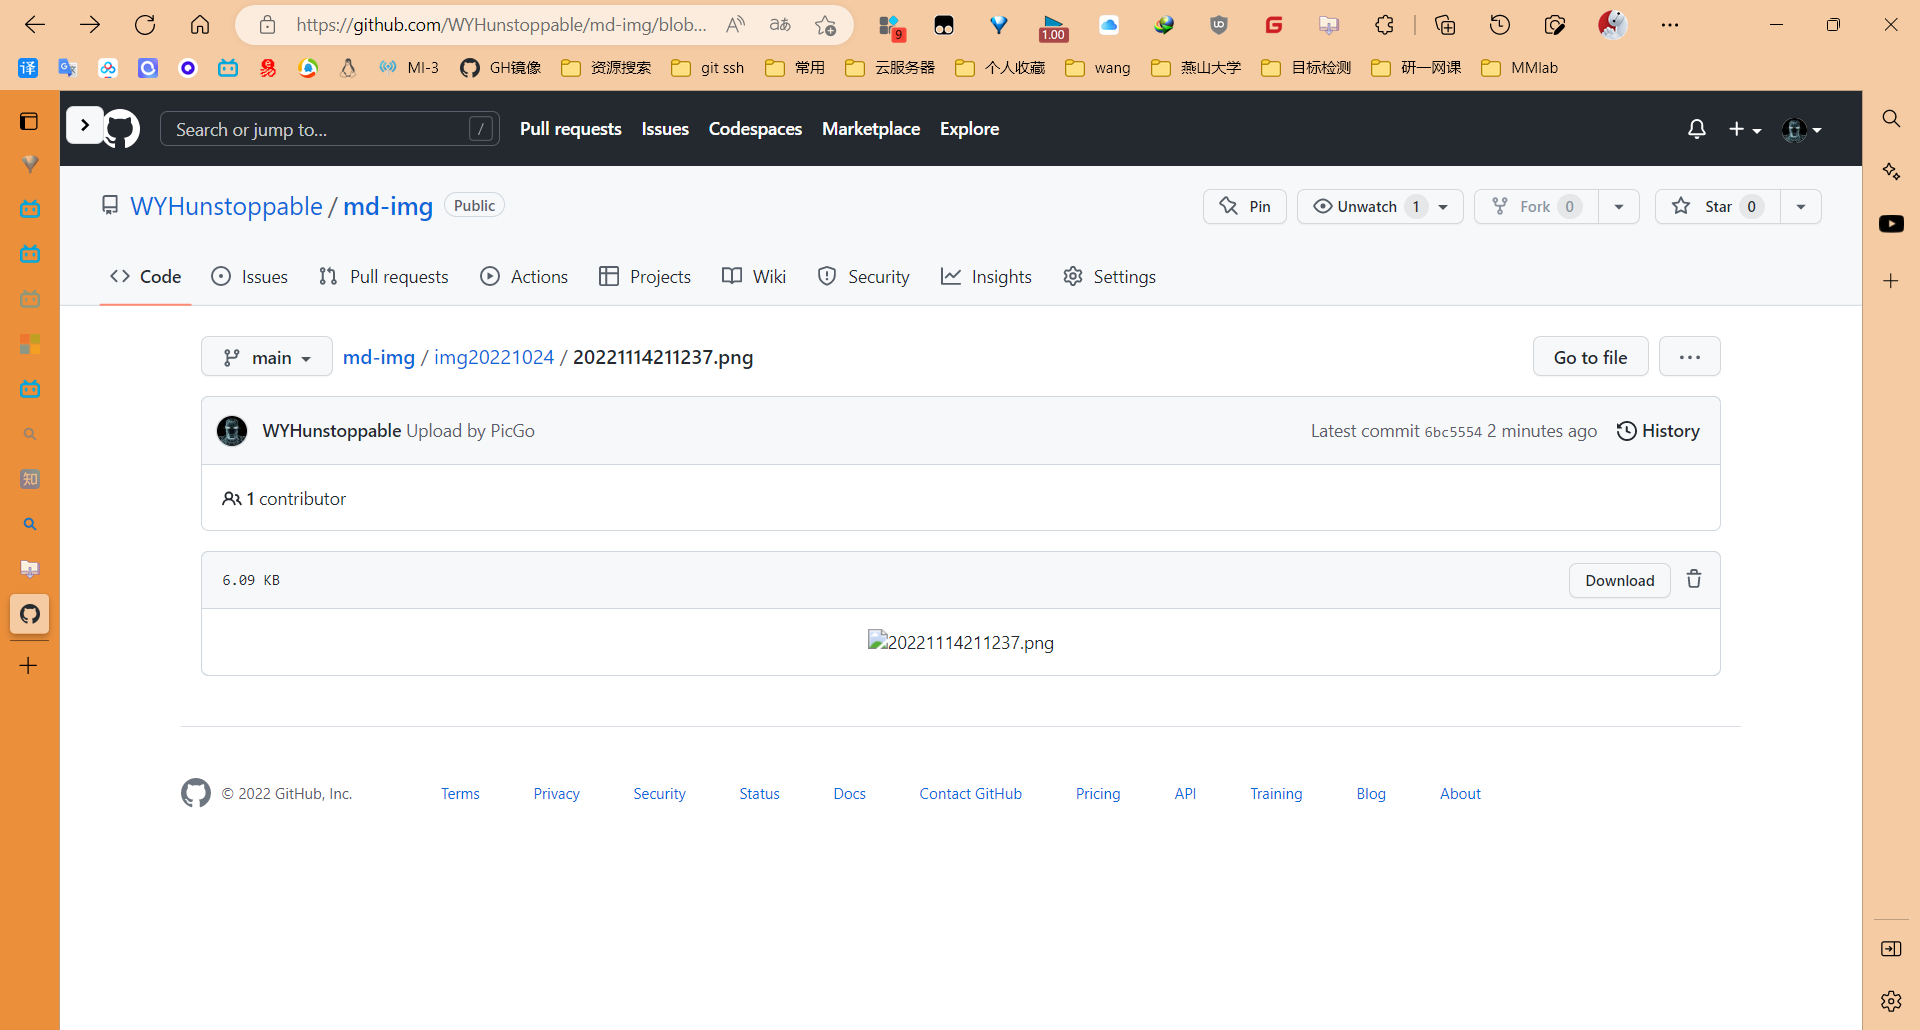 https://github.com/WYHunstoppable/md-img/blob...
9
1.00
译
MI-3
GH镜像
资源搜索
git ssh
常用
云服务器
个人收藏
wang
燕山大学
目标检测
研一网课
MMlab
Search or jump to... /
Pull requests Issues Codespaces Marketplace Explore
WYHunstoppable / md-img Public
Pin
Unwatch 1
Fork 0
Star 0
Code Issues Pull requests Actions Projects Wiki Security Insights Settings
main
md-img / img20221024 / 20221114211237.png
Go to file
WYHunstoppable Upload by PicGo
Latest commit 6bc5554 2 minutes ago
History
1 contributor
知
6.09 KB
Download
20221114211237.png
© 2022 GitHub, Inc.
Terms Privacy Security Status Docs Contact GitHub Pricing API Training Blog About